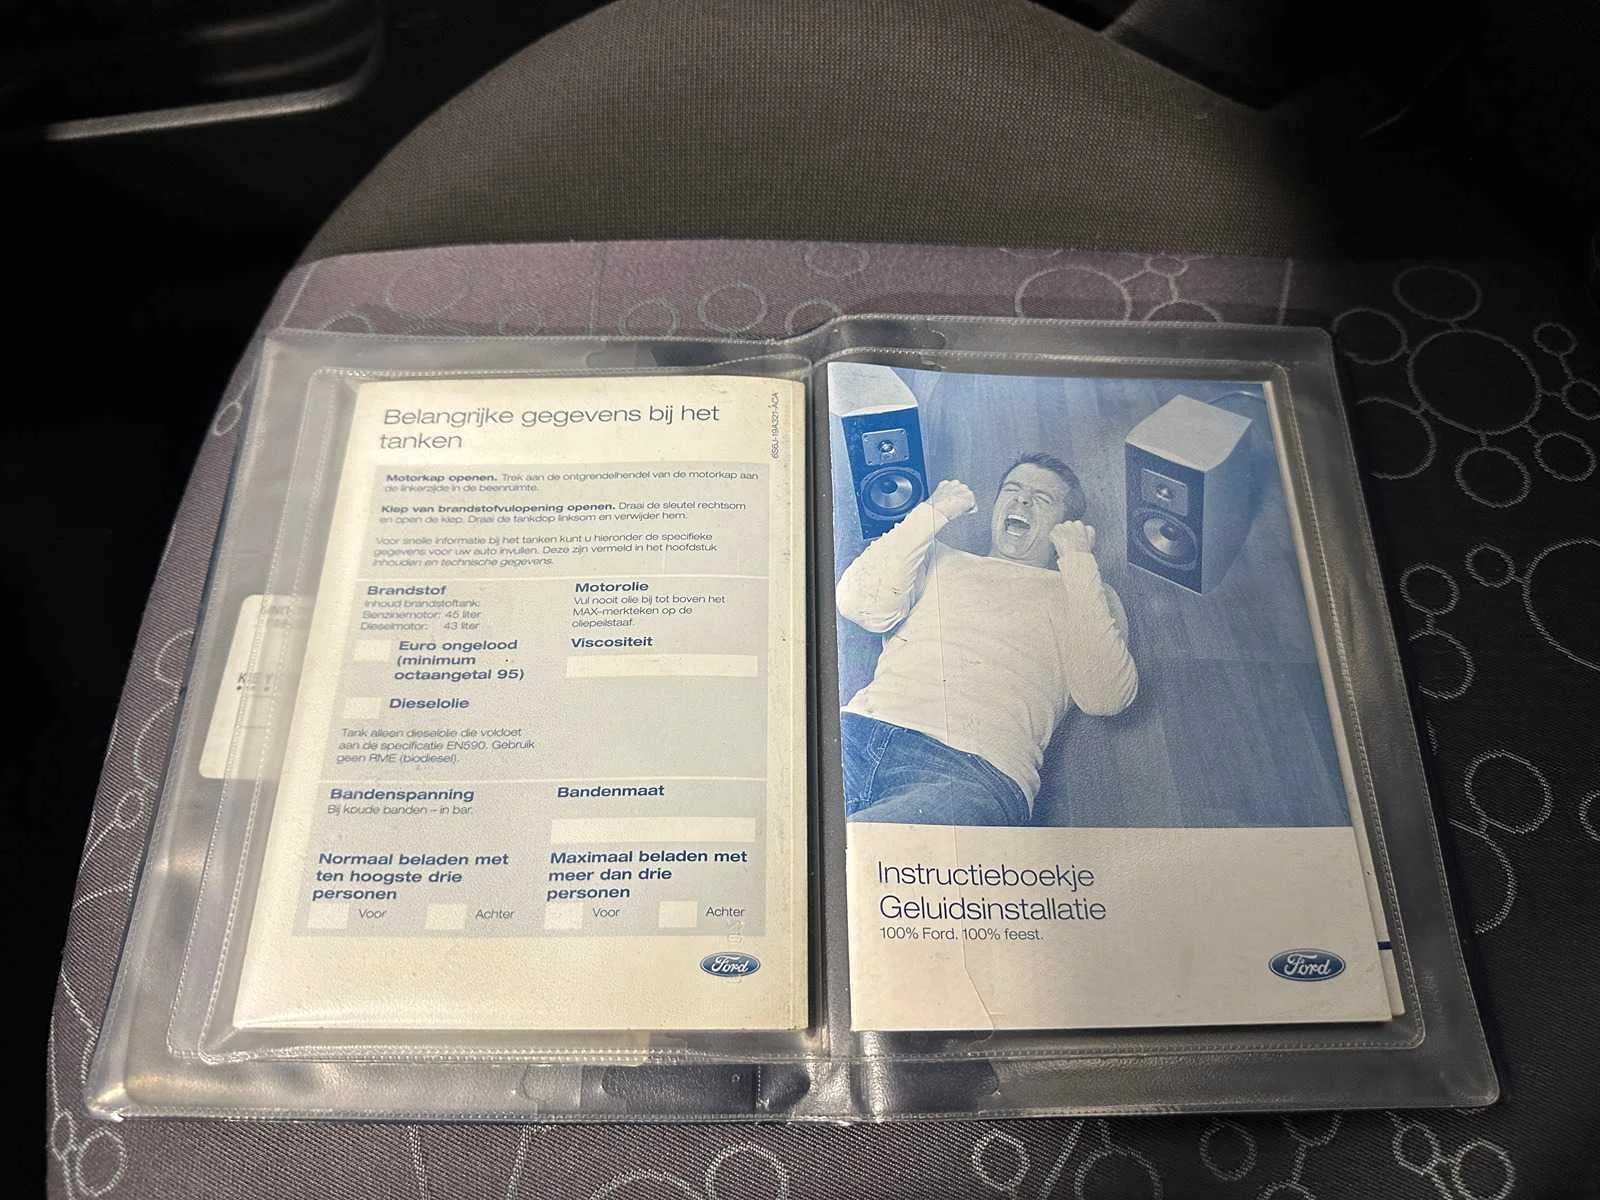 Belangrijke gegevens bij het
tanken
6S6J-19A321-ACA
Motorkap openen. Trek aan de ontgrendelhendel van de motorkap aan
de linkerzijde in de beenruimte.
Klep van brandstofvulopening openen. Draai de sleutel rechtsom
en open de klep. Draai de tankdop linksom en verwijder hem.
Voor snelle informatie bij het tanken kunt u hieronder de specifieke
gegevens voor uw auto invullen. Deze zijn vermeld in het hoofdstuk
Inhouden en technische gegevens.
Brandstof
Inhoud brandstoftank:
Benzinemotor: 45 liter
Dieselmotor: 43 liter
Euro ongelood
(minimum
octaangetal 95)
Dieselolie
Tank alleen dieselolie die voldoet
aan de specificatie EN590. Gebruik
geen RME (biodiesel).
Motorolie
Vul nooit olie bij tot boven het
MAX-merkteken op de
oliepeilstaaf.
Viscositeit
Bandenspanning
Bij koude banden – in bar.
Bandenmaat
Normaal beladen met
ten hoogste drie
personen
Voor Achter
Maximaal beladen met
meer dan drie
personen
Voor Achter
Ford
Instructieboekje
Geluidsinstallatie
100% Ford. 100% feest.
Ford